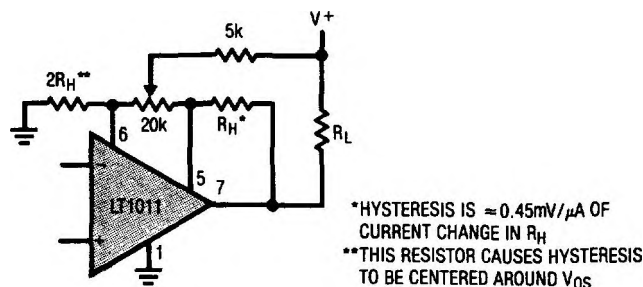 V+
5k
2RH**
20k
RH*
RL
6
5
7
−
LT1011
+
1
*HYSTERESIS IS ≈ 0.45mV/µA OF
CURRENT CHANGE IN RH
**THIS RESISTOR CAUSES HYSTERESIS
TO BE CENTERED AROUND VOS